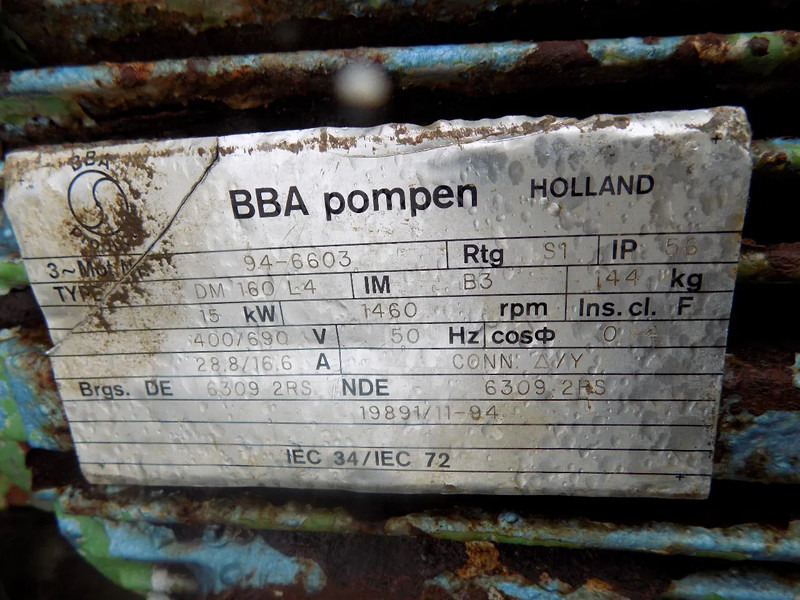 BBA
BBA pompen HOLLAND
3~Mot. 94-6603 Rtg S1 IP
TYPE DM 160 L4 IM B3 144 kg
15 kW 1460 rpm Ins.cl. F
400/690 V 50 Hz cosΦ
28.8/16.6 A CONN. △/Y
Brgs. DE 6309 2RS NDE 6309 2RS
19891/11-94
IEC 34/IEC 72